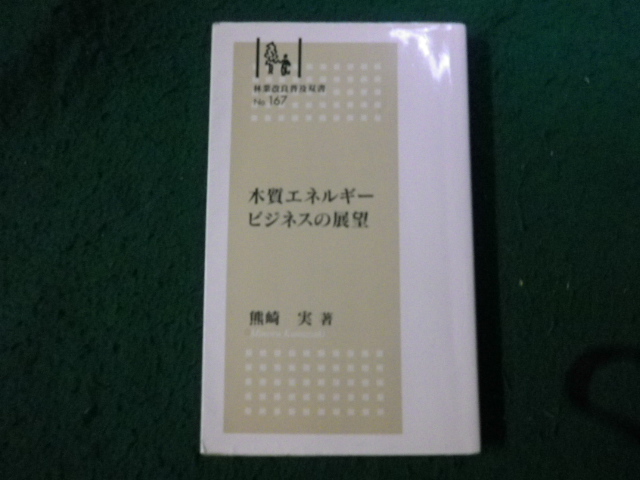 林業改良普及双書
No.167
木質エネルギー
ビジネスの展望
熊崎 実 著